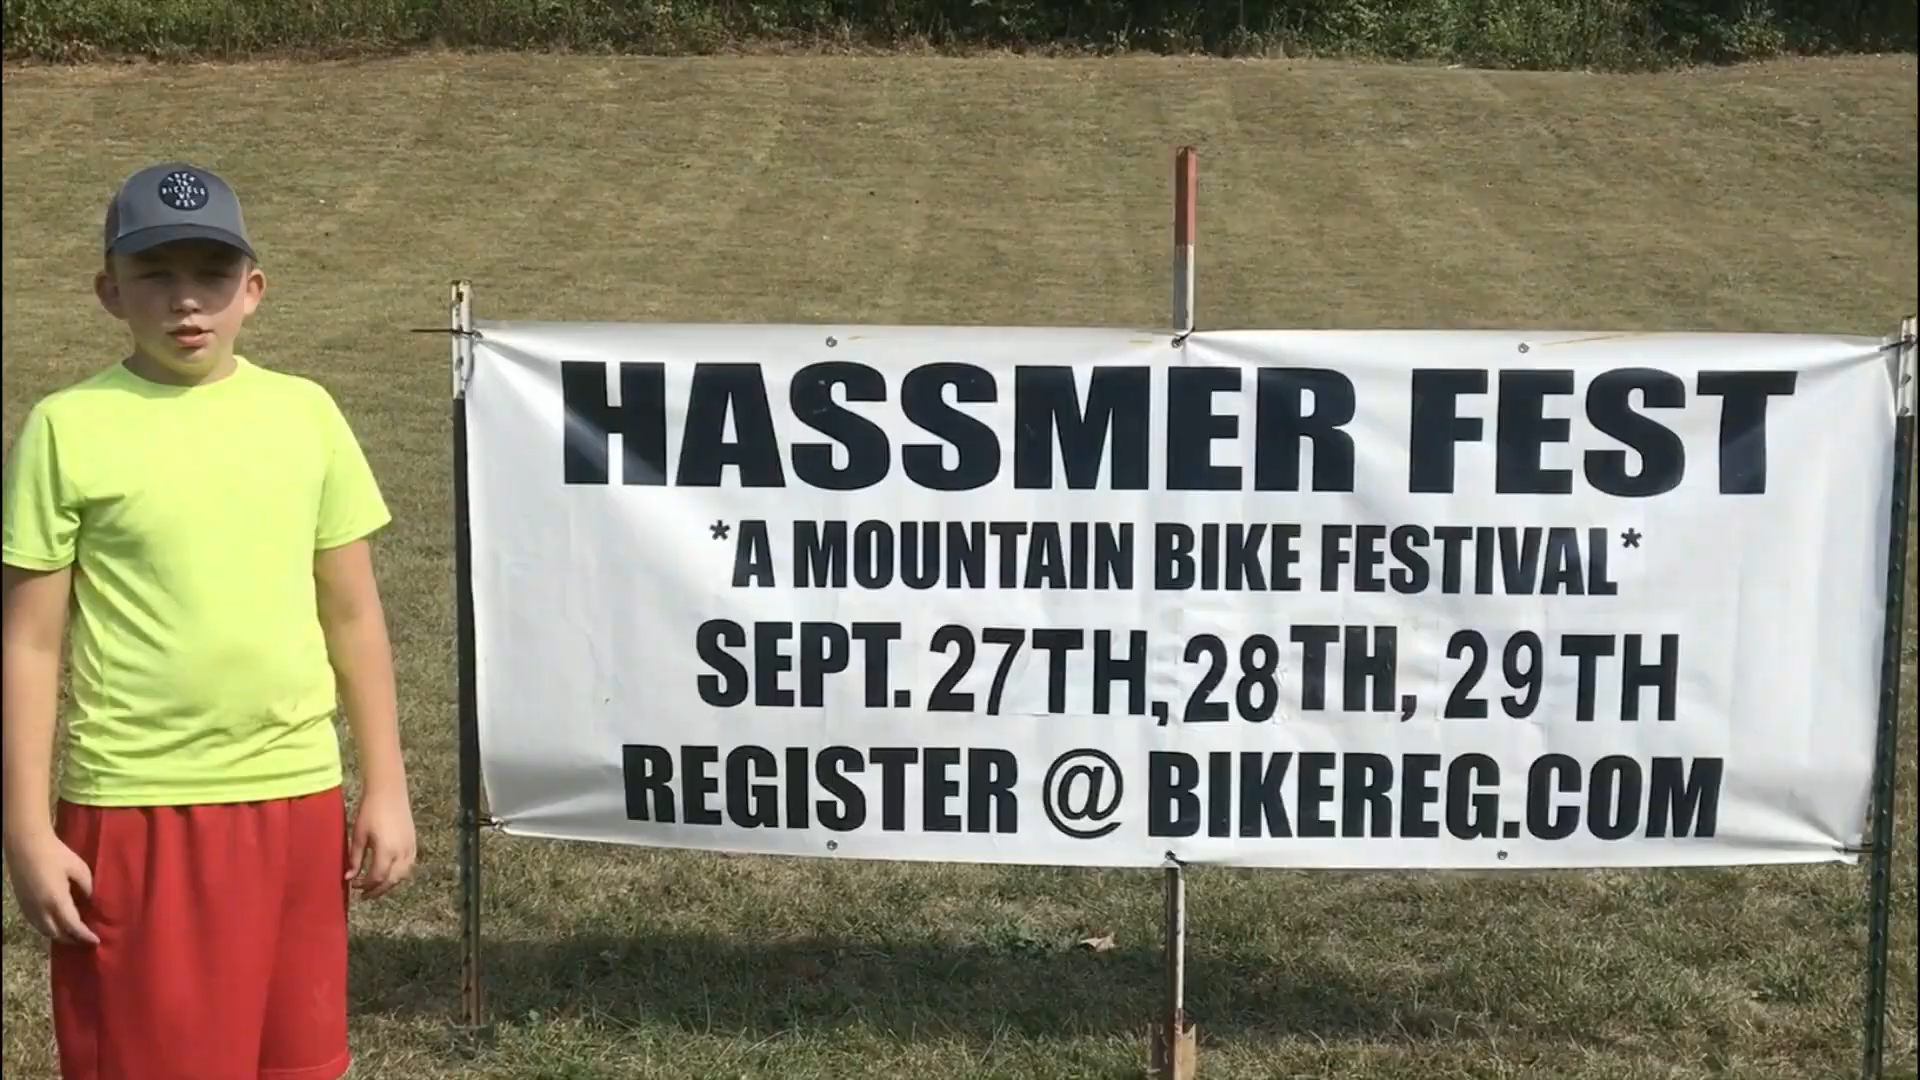 HASSMER FEST
*A MOUNTAIN BIKE FESTIVAL*
SEPT. 27TH, 28TH, 29TH
REGISTER @ BIKEREG.COM